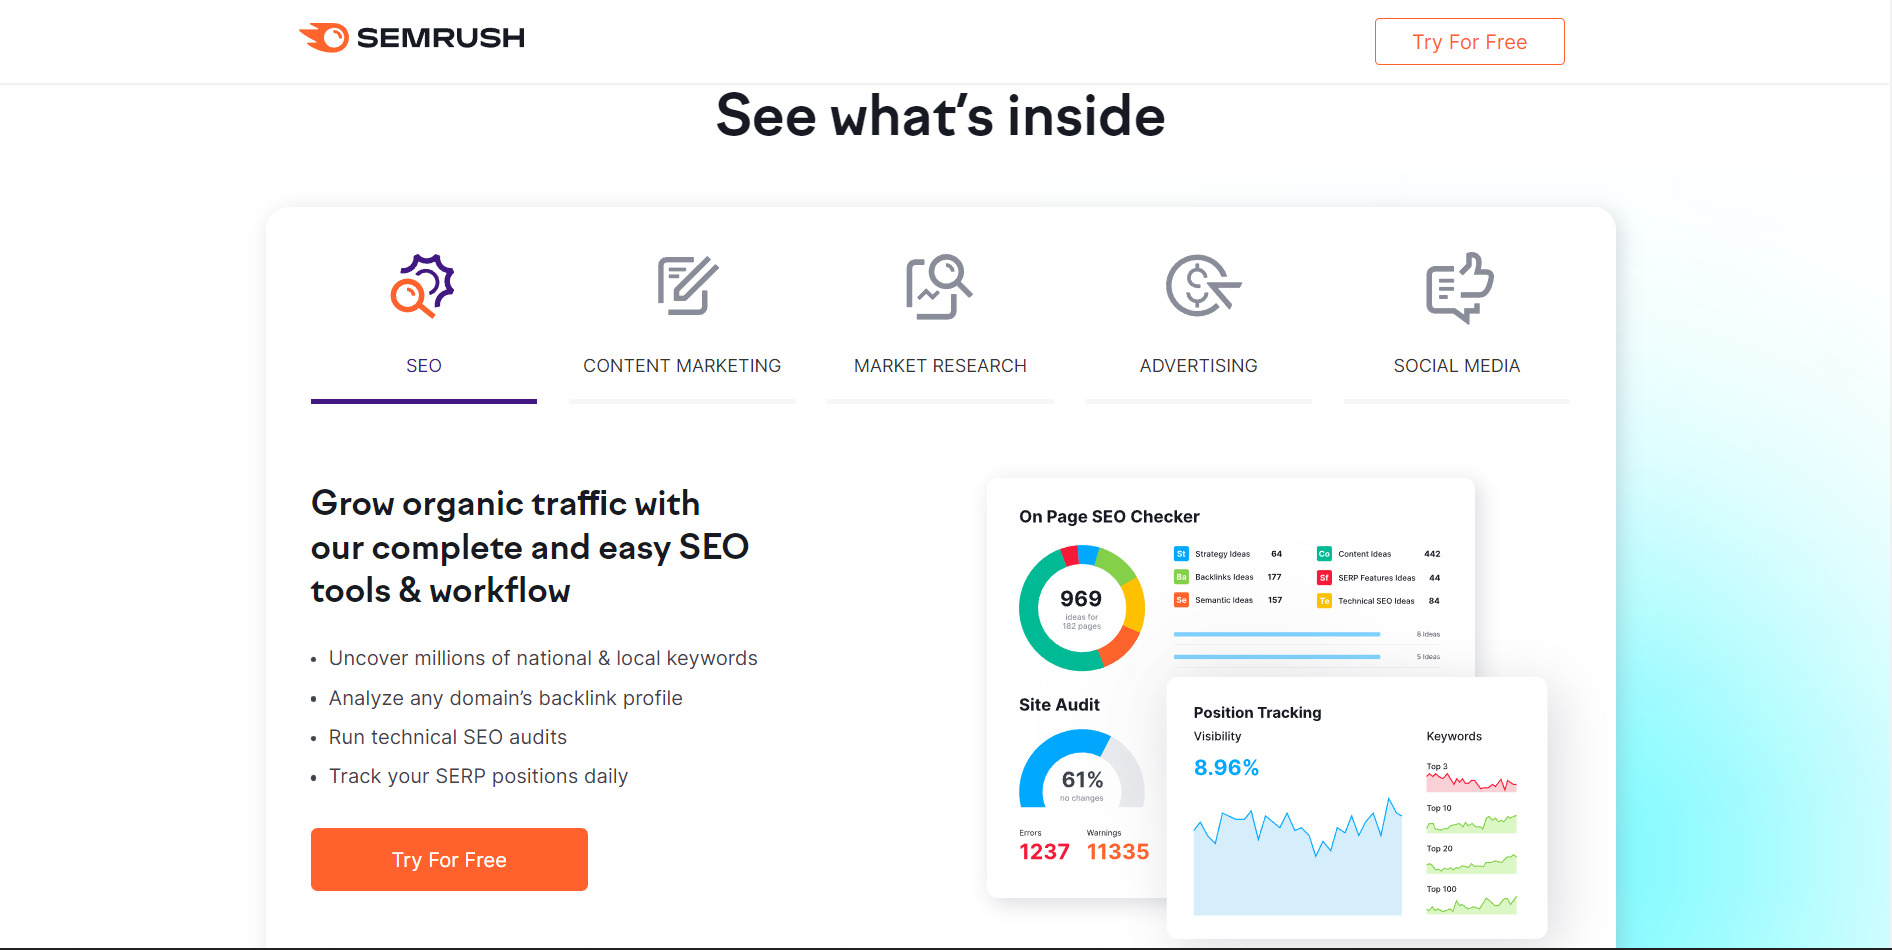 SEMRUSH
Try For Free
See what's inside
SEO
CONTENT MARKETING
MARKET RESEARCH
ADVERTISING
SOCIAL MEDIA
Grow organic traffic with
our complete and easy SEO
tools & workflow
• Uncover millions of national & local keywords
• Analyze any domain's backlink profile
• Run technical SEO audits
• Track your SERP positions daily
Try For Free
On Page SEO Checker
969
ideas for
182 pages
St Strategy Ideas 64
Co Content Ideas 442
Ba Backlinks Ideas 177
Sf SERP Features Ideas 44
Se Semantic Ideas 157
Te Technical SEO Ideas 84
8 Ideas
5 Ideas
Site Audit
61%
no changes
Errors
Warnings
1237
11335
Position Tracking
Visibility
8.96%
Keywords
Top 3
Top 10
Top 20
Top 100